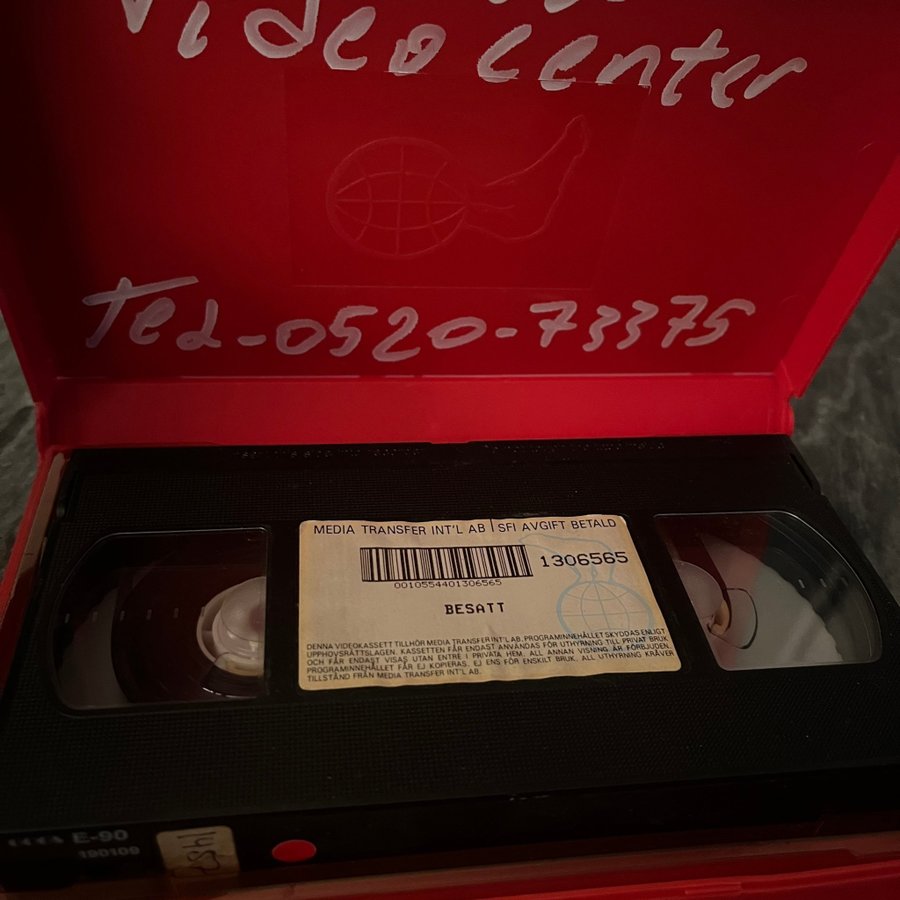 Videocenter
Tel-0520-73375
MEDIA TRANSFER INT'L AB | SFI AVGIFT BETALD
1306565
0010554401306565
BESATT
DENNA VIDEOKASSETT TILLHÖR MEDIA TRANSFER INT'L AB. PROGRAMINNEHÅLLET SKYDDAS ENLIGT
UPPHOVSRÄTTSLAGEN. KASSETTEN FÅR ENDAST ANVÄNDAS FÖR UTHYRNING TILL PRIVAT BRUK
OCH FÅR ENDAST VISAS UTAN ENTRE I PRIVATA HEM. ALL ANNAN VISNING ÄR FÖRBJUDEN.
PROGRAMINNEHÅLLET FÅR EJ KOPIERAS, EJ ENS FÖR ENSKILT BRUK. ALL UTHYRNING KRÄVER
TILLSTÅND FRÅN MEDIA TRANSFER INT'L AB.
E-90
190109